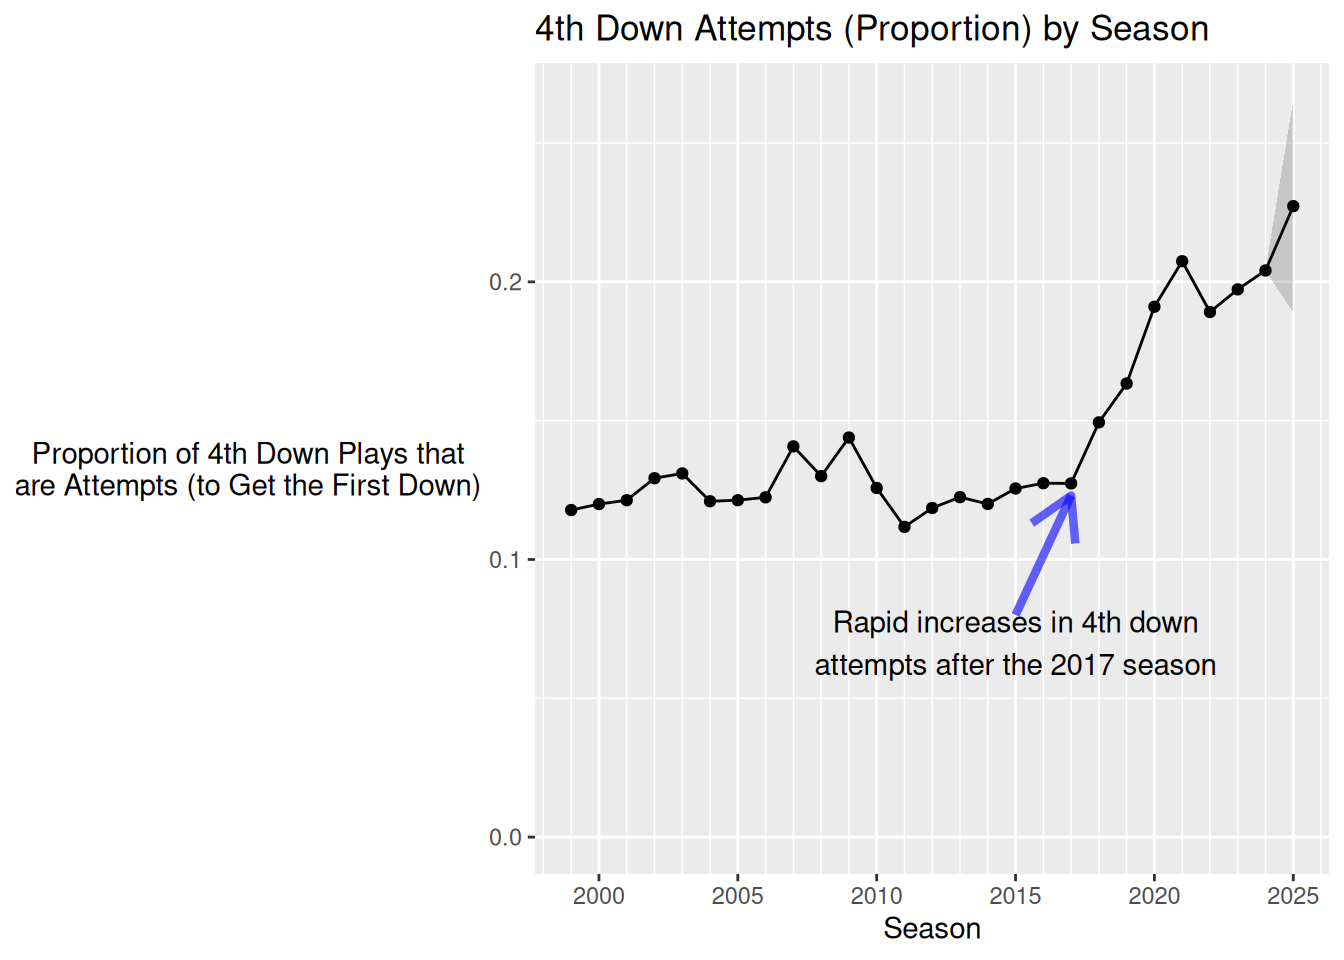 4th Down Attempts (Proportion) by Season
Proportion of 4th Down Plays that
are Attempts (to Get the First Down)
0.2
0.1
0.0
Rapid increases in 4th down
attempts after the 2017 season
2000 2005 2010 2015 2020 2025
Season